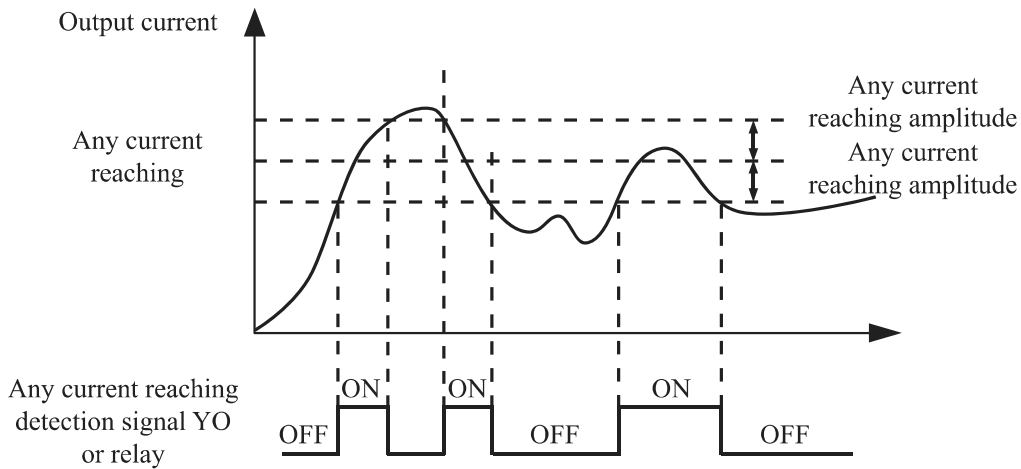 Output current
Any current
reaching amplitude
Any current
reaching
Any current
reaching amplitude
Any current reaching
detection signal YO
or relay
OFF
ON
ON
OFF
ON
OFF